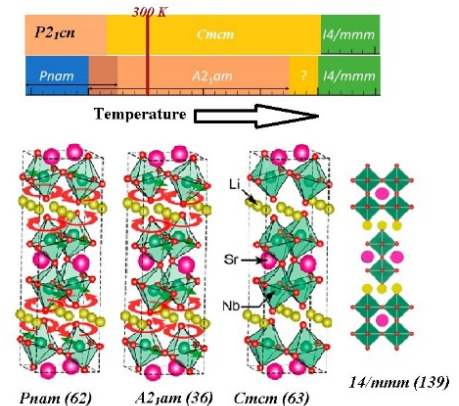 300 K
P2₁cn Cmcm I4/mmm
Pnam A2₁am ? I4/mmm
Temperature
Li
Sr
Nb
Pnam (62) A2₁am (36) Cmcm (63) 14/mmm (139)